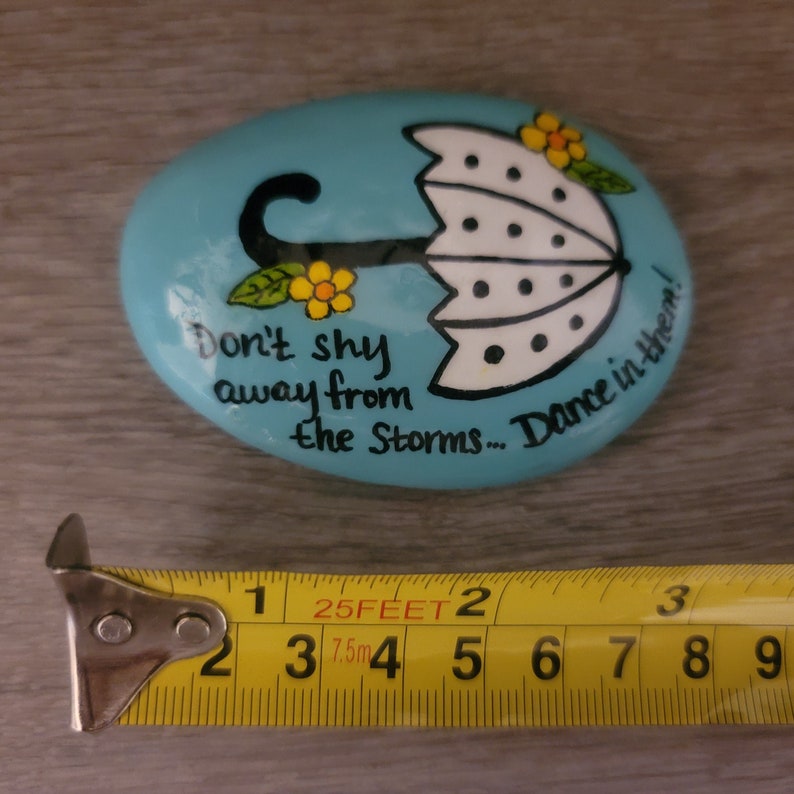 Don't shy
away from
the Storms... Dance in them!
1 25FEET 2 3
2 3 7,5m 4 5 6 7 8 9